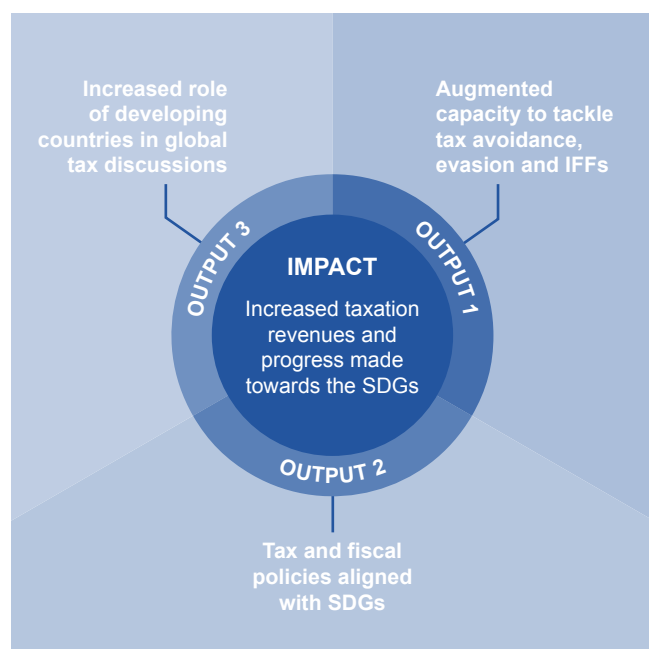 Increased role
of developing
countries in global
tax discussions
Augmented
capacity to tackle
tax avoidance,
evasion and IFFs
OUTPUT 3
OUTPUT 1
IMPACT
Increased taxation
revenues and
progress made
towards the SDGs
OUTPUT 2
Tax and fiscal
policies aligned
with SDGs